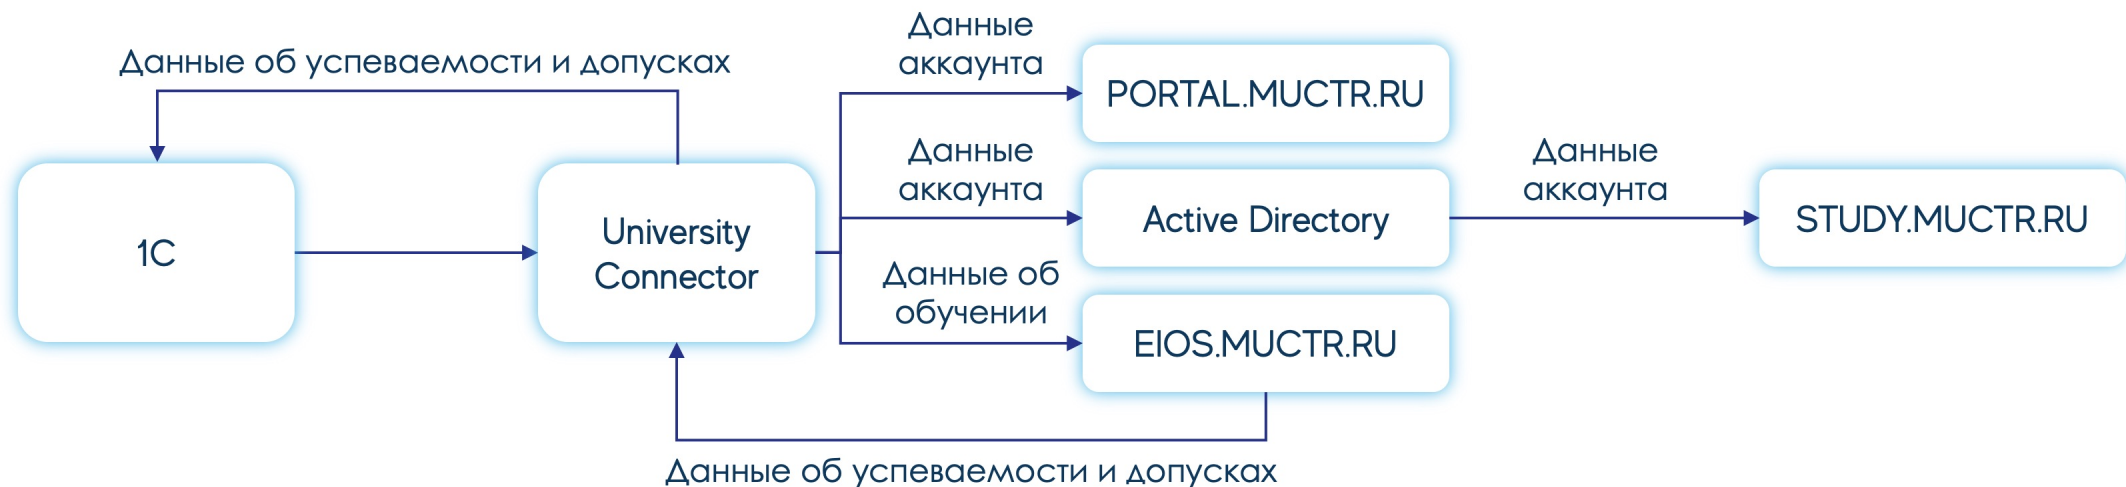 Данные
аккаунта
Данные об успеваемости и допусках
PORTAL.MUCTR.RU
Данные
аккаунта
Данные
аккаунта
1C
University
Connector
Active Directory
STUDY.MUCTR.RU
Данные об
обучении
EIOS.MUCTR.RU
Данные об успеваемости и допусках